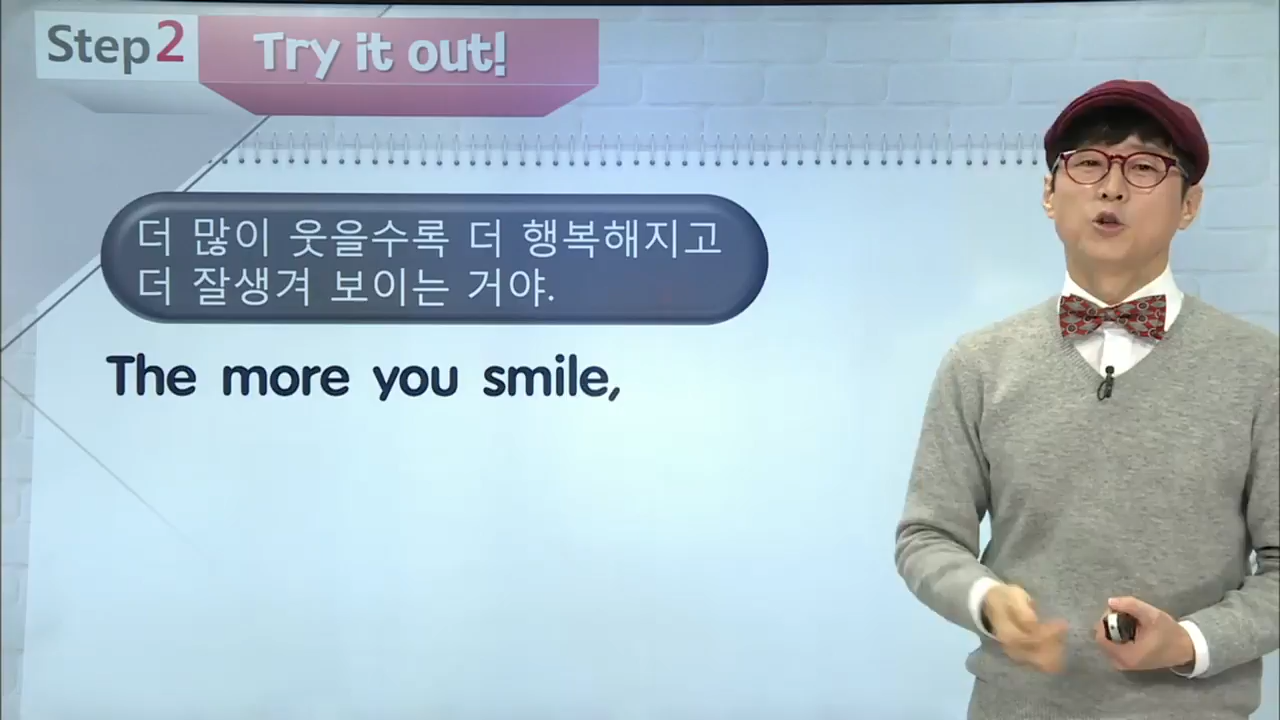 Step2 Try it out!
더 많이 웃을수록 더 행복해지고
더 잘생겨 보이는 거야.
The more you smile,